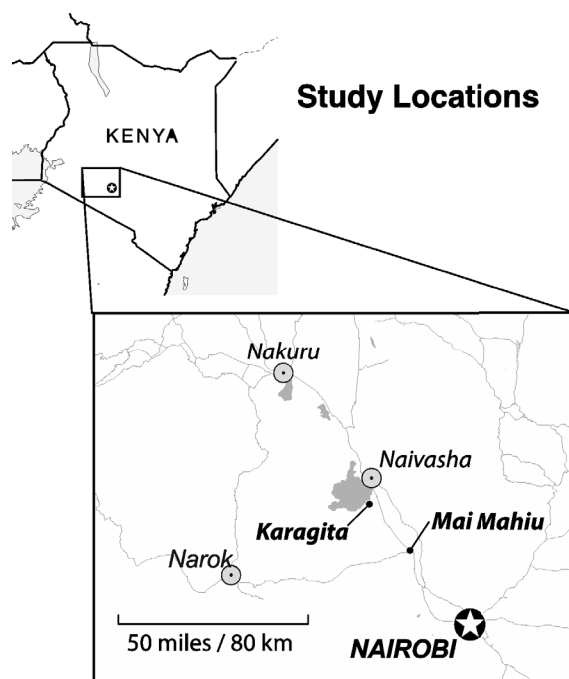 Study Locations
KENYA
Nakuru
Naivasha
Karagita
Mai Mahiu
Narok
50 miles / 80 km
NAIROBI